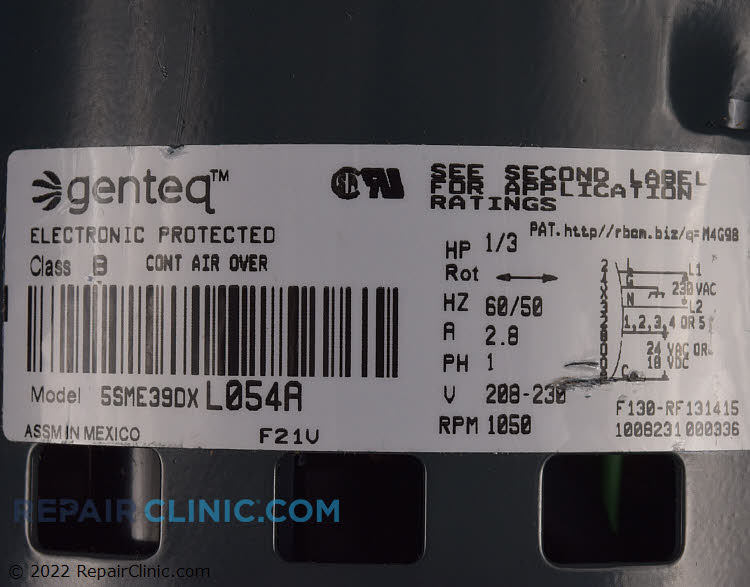 genteq™
ELECTRONIC PROTECTED
Class B CONT AIR OVER
Model 5SME39DX L054A
ASSM IN MEXICO F21V
SEE SECOND LABEL
FOR APPLICATION
RATINGS
PAT. http//rbcm.biz/q=M4G98
HP 1/3
Rot
HZ 60/50
A 2.8
PH 1
V 208-230
RPM 1050
L L1
G 230 VAC
N L2
1,2,3,4 OR 5
24 VAC OR
18 VDC
C
F130-RF131415
1008231 000336
REPAIRCLINIC.COM
© 2022 RepairClinic.com